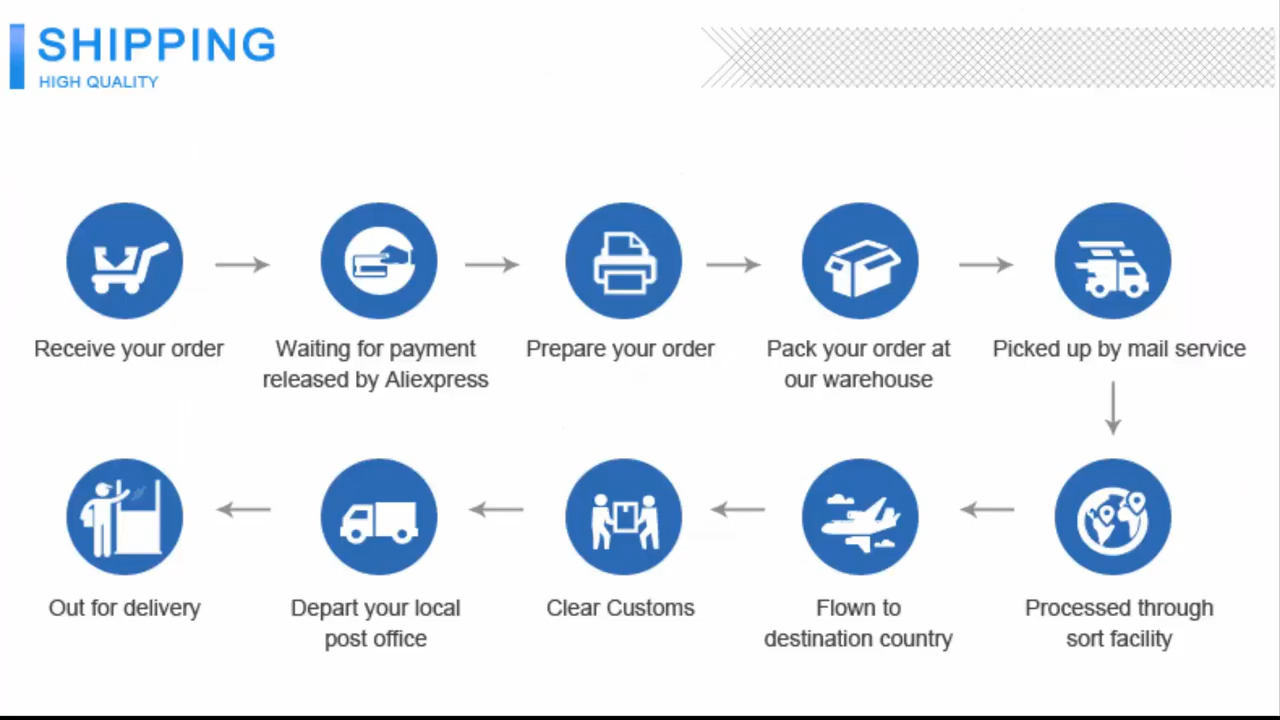 SHIPPING
HIGH QUALITY
Receive your order
Waiting for payment
released by Aliexpress
Prepare your order
Pack your order at
our warehouse
Picked up by mail service
Out for delivery
Depart your local
post office
Clear Customs
Flown to
destination country
Processed through
sort facility